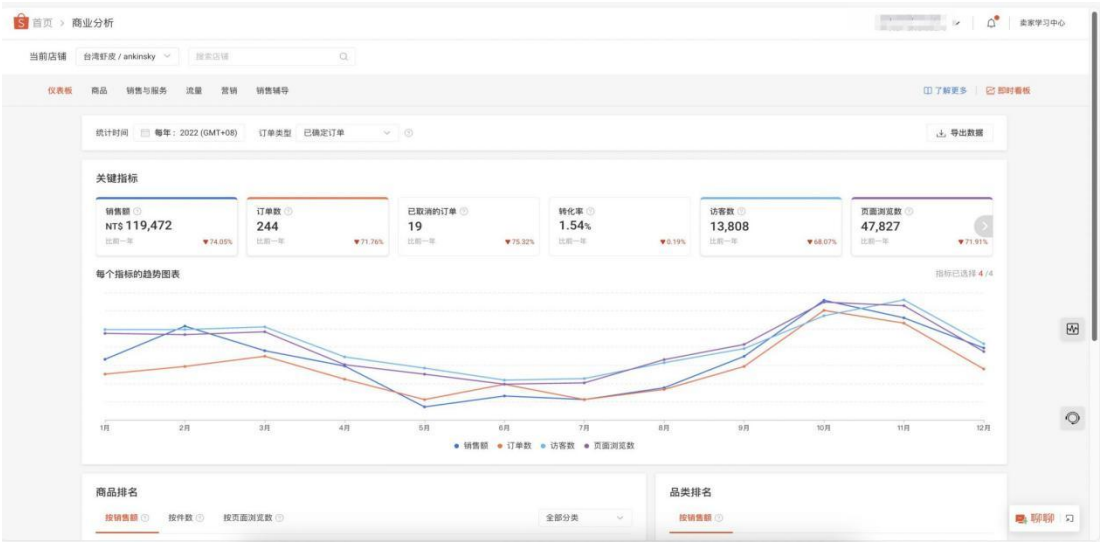 首页 > 商业分析
卖家学习中心
当前店铺 台湾虾皮 / ankinsky 搜索店铺
仪表板 商品 销售与服务 流量 营销 销售辅导 了解更多 即时看板
统计时间 每年: 2022 (GMT+08) 订单类型 已确定订单 导出数据
关键指标
销售额 订单数 已取消的订单 转化率 访客数 页面浏览数
NT$ 119,472 244 19 1.54% 13,808 47,827
比前一年 ▼74.05% 比前一年 ▼71.76% 比前一年 ▼75.32% 比前一年 ▼0.19% 比前一年 ▼68.07% 比前一年 ▼71.91%
每个指标的趋势图表 指标已选择 4 /4
1月 2月 3月 4月 5月 6月 7月 8月 9月 10月 11月 12月
销售额 订单数 访客数 页面浏览数
商品排名 品类排名
按销售额 按件数 按页面浏览数 全部分类 按销售额
聊聊